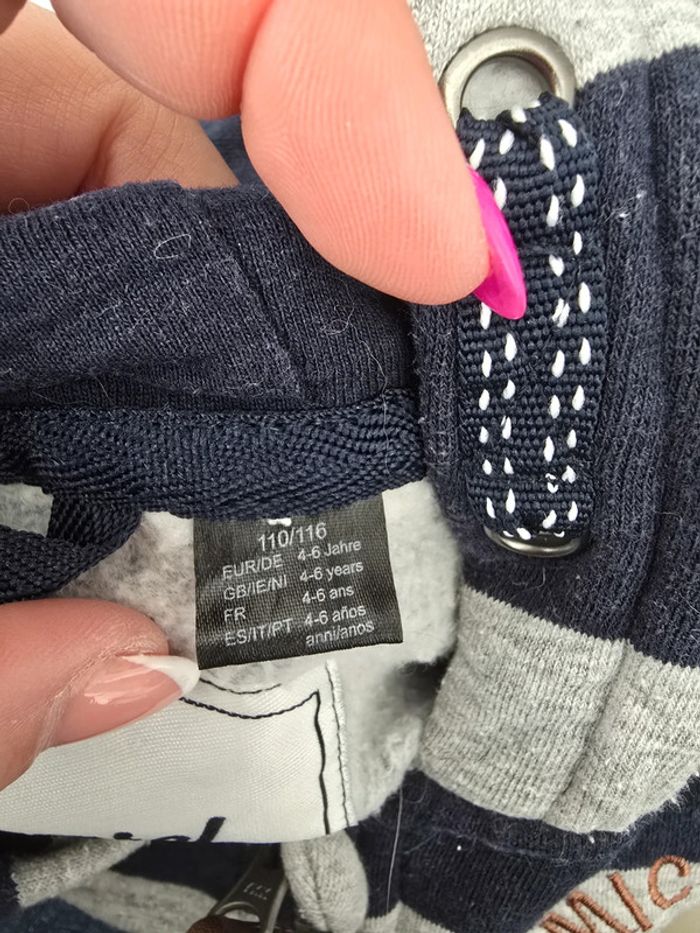 110/116
EUR/DE 4-6 Jahre
GB/IE/NI 4-6 years
FR 4-6 ans
ES/IT/PT 4-6 años
anni/anos
MIC